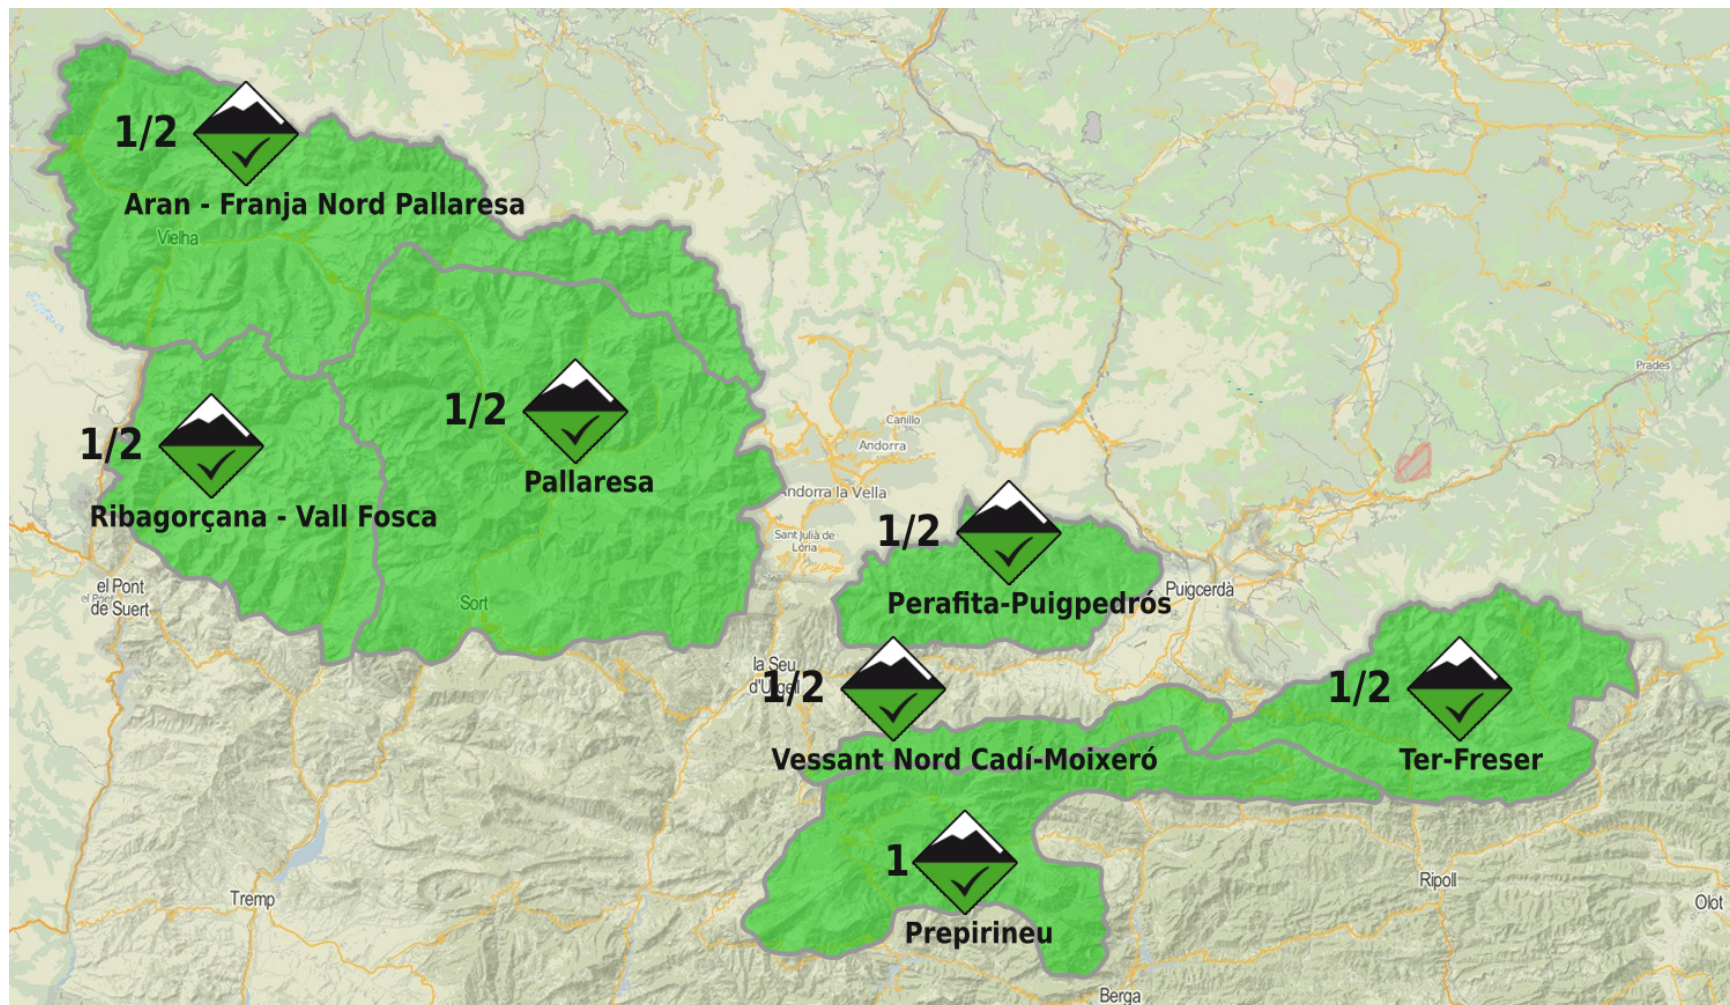 1/2
Aran - Franja Nord Pallaresa
Vielha
1/2
Pallaresa
1/2
Ribagorçana - Vall Fosca
Prades
Canillo
Andorra
Andorra la Vella
Sant Julià de
Lòria
1/2
Perafita-Puigpedrós
Puigcerdà
el Pont
de Suert
Sort
la Seu
d'Urgell
1/2
Vessant Nord Cadí-Moixeró
1/2
Ter-Freser
1
Prepirineu
Tremp
Ripoll
Olot
Berga